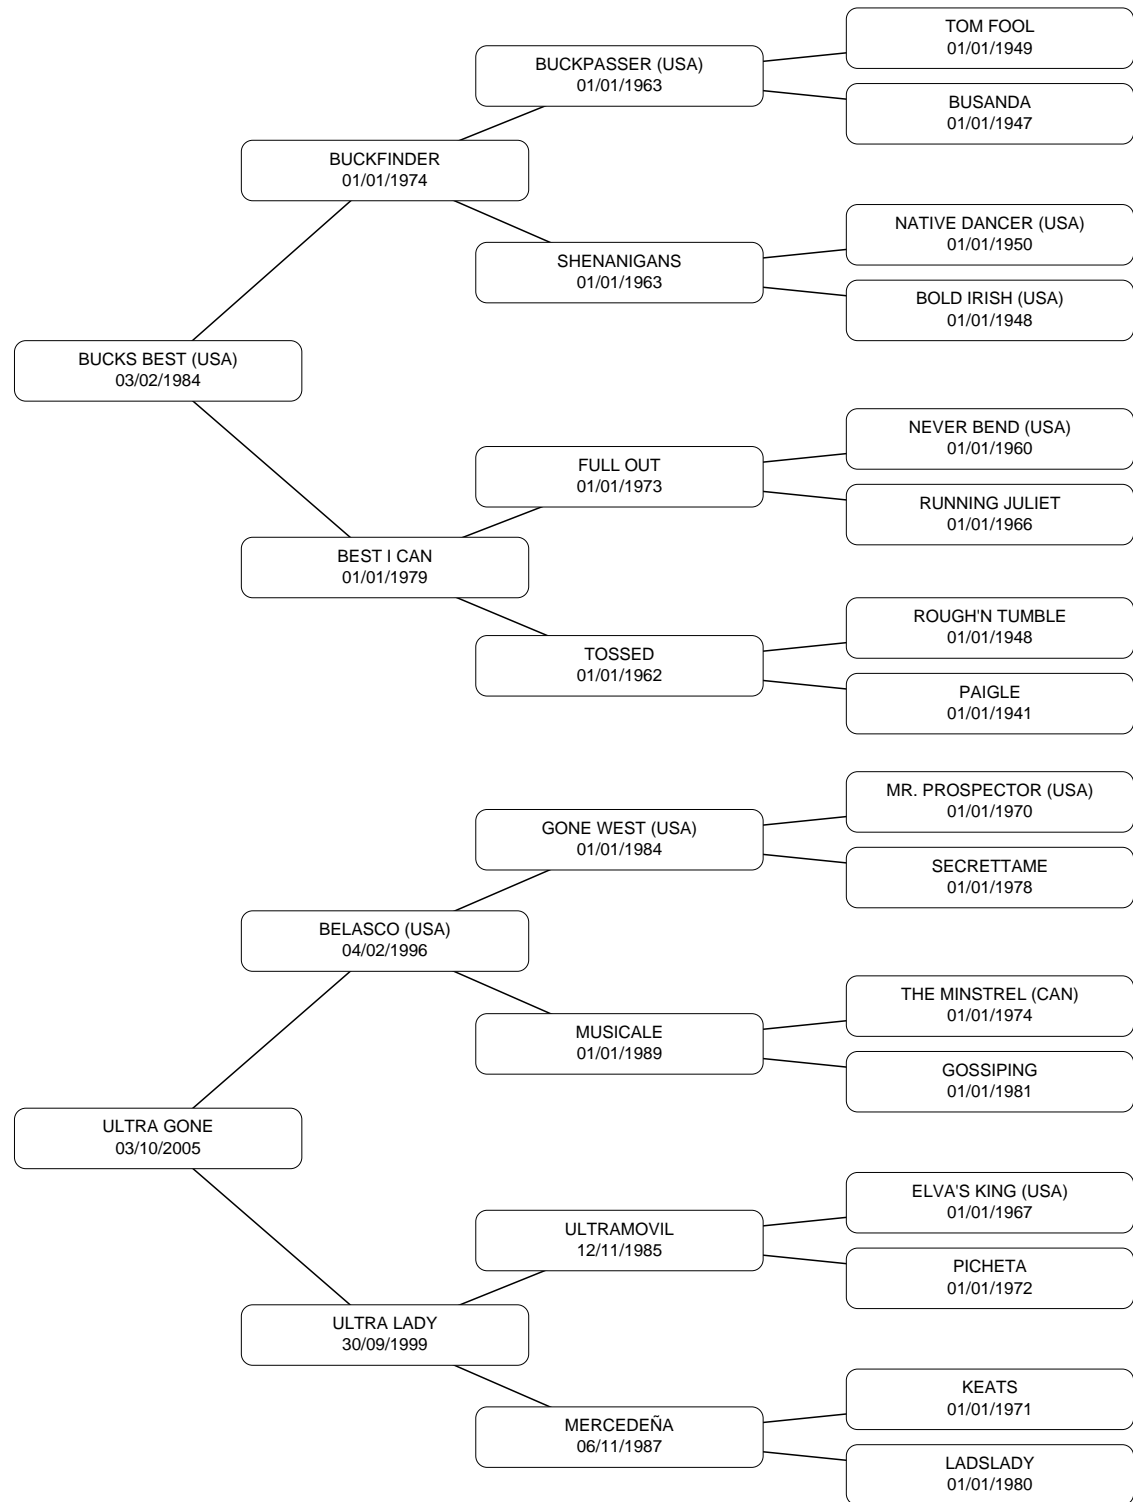 TOM FOOL
01/01/1949
BUCKPASSER (USA)
01/01/1963
BUSANDA
01/01/1947
BUCKFINDER
01/01/1974
NATIVE DANCER (USA)
01/01/1950
SHENANIGANS
01/01/1963
BOLD IRISH (USA)
01/01/1948
BUCKS BEST (USA)
03/02/1984
NEVER BEND (USA)
01/01/1960
FULL OUT
01/01/1973
RUNNING JULIET
01/01/1966
BEST I CAN
01/01/1979
ROUGH'N TUMBLE
01/01/1948
TOSSED
01/01/1962
PAIGLE
01/01/1941
MR. PROSPECTOR (USA)
01/01/1970
GONE WEST (USA)
01/01/1984
SECRETTAME
01/01/1978
BELASCO (USA)
04/02/1996
THE MINSTREL (CAN)
01/01/1974
MUSICALE
01/01/1989
GOSSIPING
01/01/1981
ULTRA GONE
03/10/2005
ELVA'S KING (USA)
01/01/1967
ULTRAMOVIL
12/11/1985
PICHETA
01/01/1972
ULTRA LADY
30/09/1999
KEATS
01/01/1971
MERCEDEÑA
06/11/1987
LADSLADY
01/01/1980